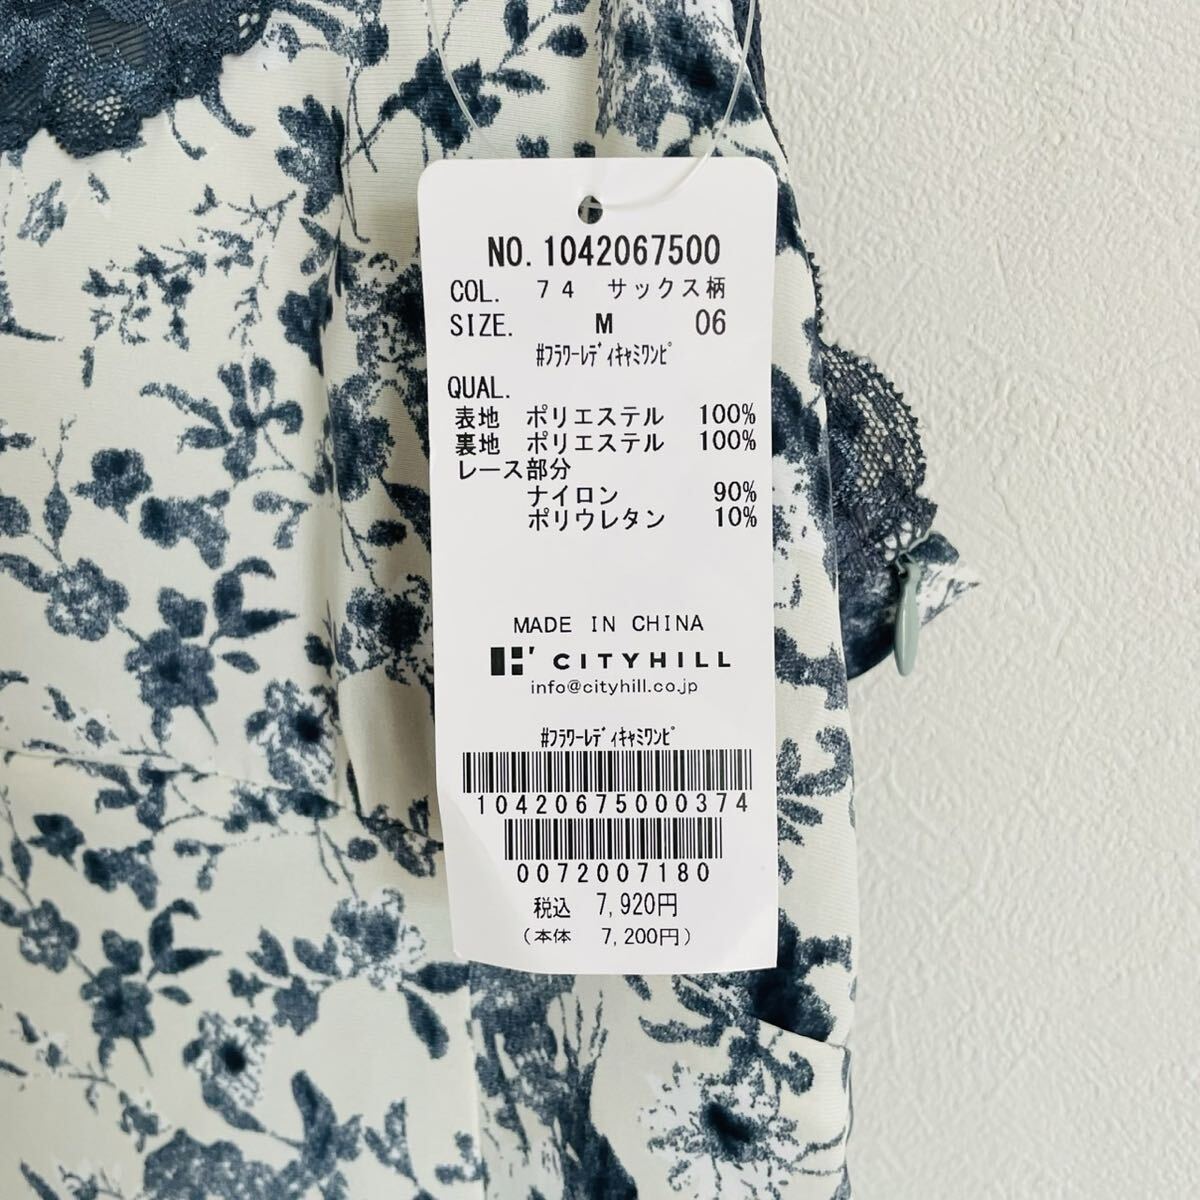 NO.1042067500
COL. 74 サックス柄
SIZE. M 06
#ﾌﾗﾜｰﾚﾃﾞｨｷｬﾐﾜﾝﾋﾟ
QUAL.
表地 ポリエステル 100%
裏地 ポリエステル 100%
レース部分
ナイロン 90%
ポリウレタン 10%
MADE IN CHINA
CITYHILL
info@cityhill.co.jp
#ﾌﾗﾜｰﾚﾃﾞｨｷｬﾐﾜﾝﾋﾟ
10420675000374
0072007180
税込 7,920円
(本体 7,200円)